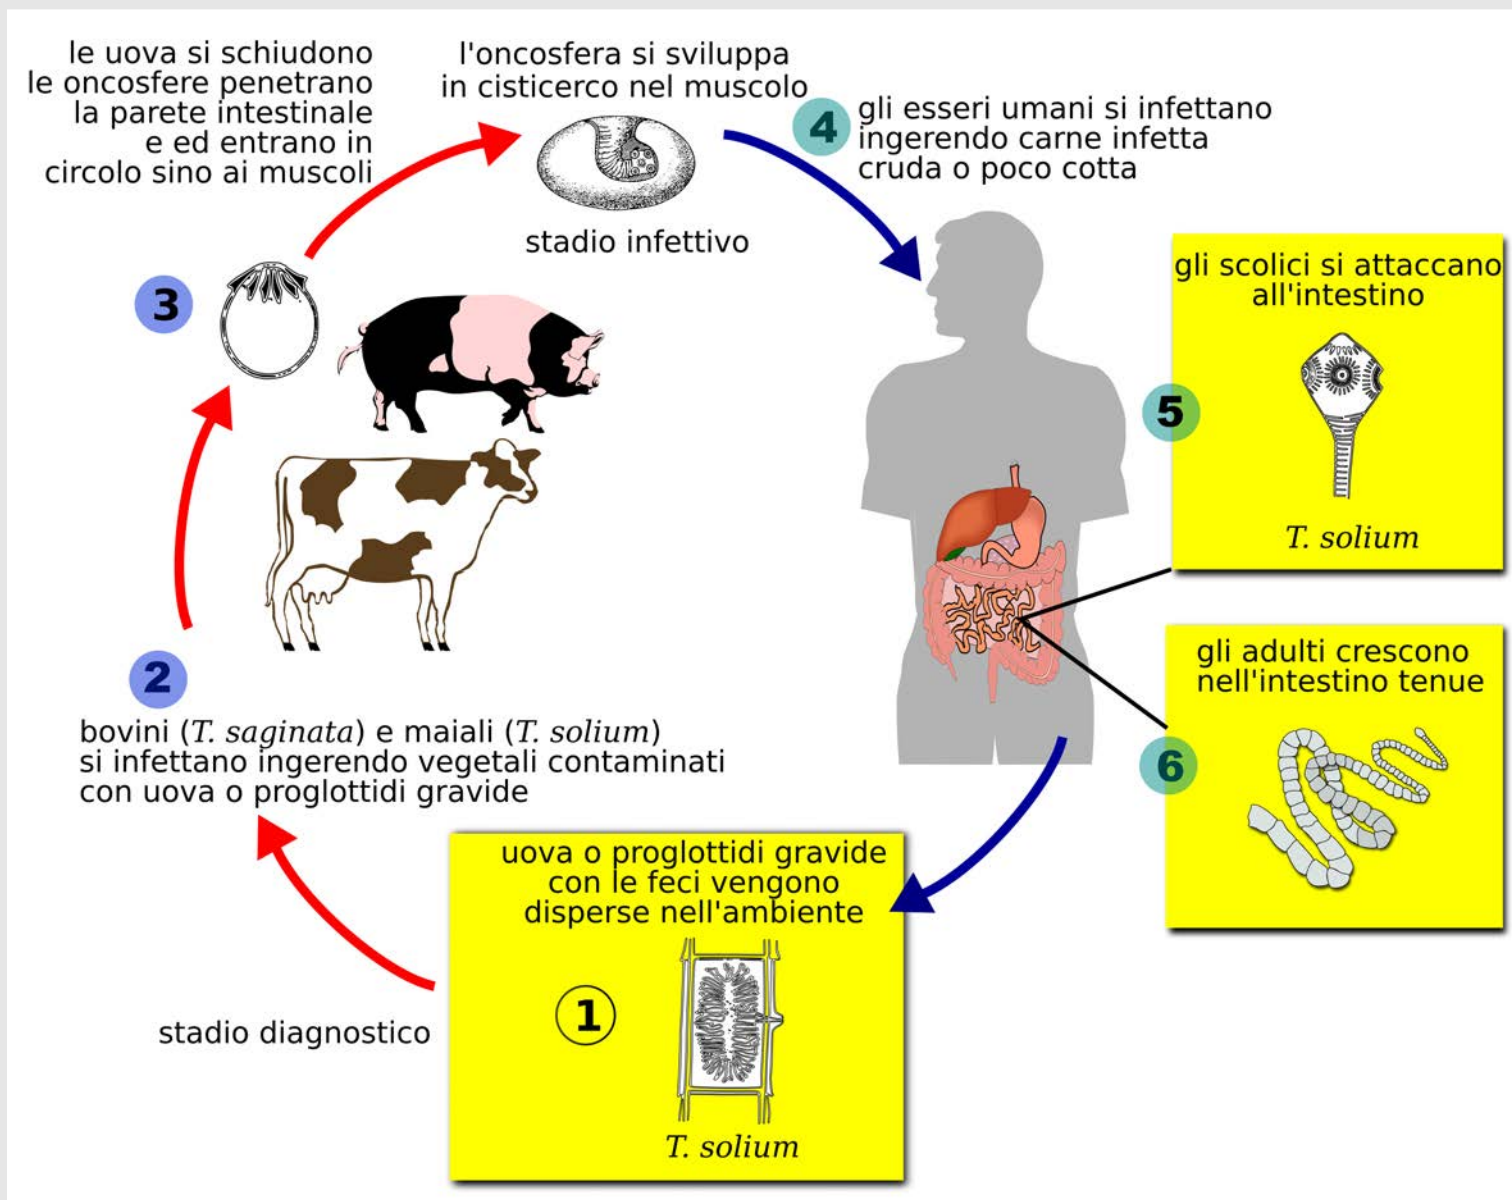 le uova si schiudono
le oncosfere penetrano
la parete intestinale
e ed entrano in
circolo sino ai muscoli
l'oncosfera si sviluppa
in cisticerco nel muscolo
stadio infettivo
4
gli esseri umani si infettano
ingerendo carne infetta
cruda o poco cotta
3
gli scolici si attaccano
all'intestino
5
T. solium
2
bovini (T. saginata) e maiali (T. solium)
si infettano ingerendo vegetali contaminati
con uova o proglottidi gravide
gli adulti crescono
nell'intestino tenue
6
uova o proglottidi gravide
con le feci vengono
disperse nell'ambiente
1
stadio diagnostico
T. solium